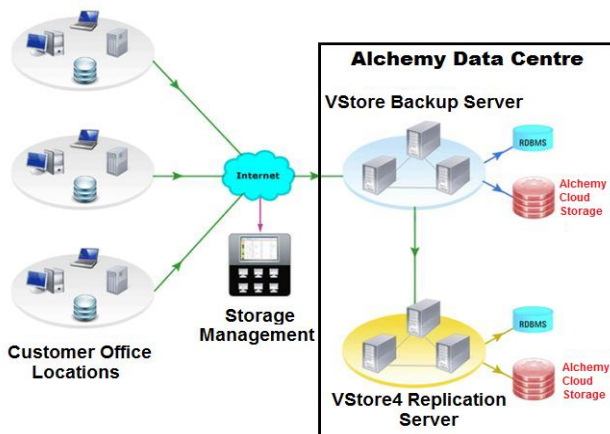 Alchemy Data Centre
VStore Backup Server
RDBMS
Alchemy
Cloud
Storage
Internet
Storage
Management
Customer Office
Locations
RDBMS
Alchemy
Cloud
Storage
VStore4 Replication
Server